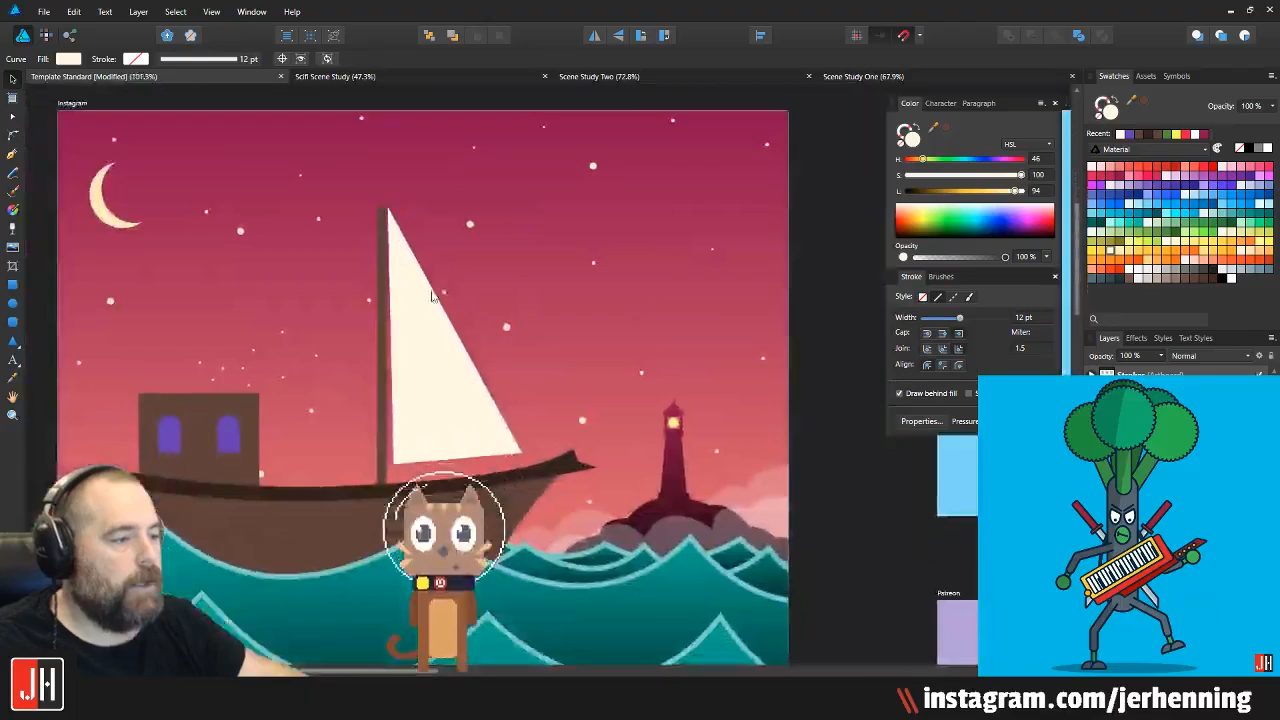 File Edit Text Layer Select View Window Help
Curve Fill: Stroke: 12 pt
Template Standard [Modified] (101.3%) Scifi Scene Study (47.3%) Scene Study Two (72.8%) Scene Study One (67.9%)
Instagram
Color Character Paragraph
HSL
H: 46
S: 100
L: 94
Opacity
100 %
Stroke Brushes
Style:
Width: 12 pt
Cap: Miter:
Join: 1.5
Align:
Draw behind fill
Properties... Pressure
Swatches Assets Symbols
Opacity: 100 %
Recent:
Material
Layers Effects Styles Text Styles
Opacity: 100 % Normal
Patreon
JH
JH
\\ instagram.com/jerhenning